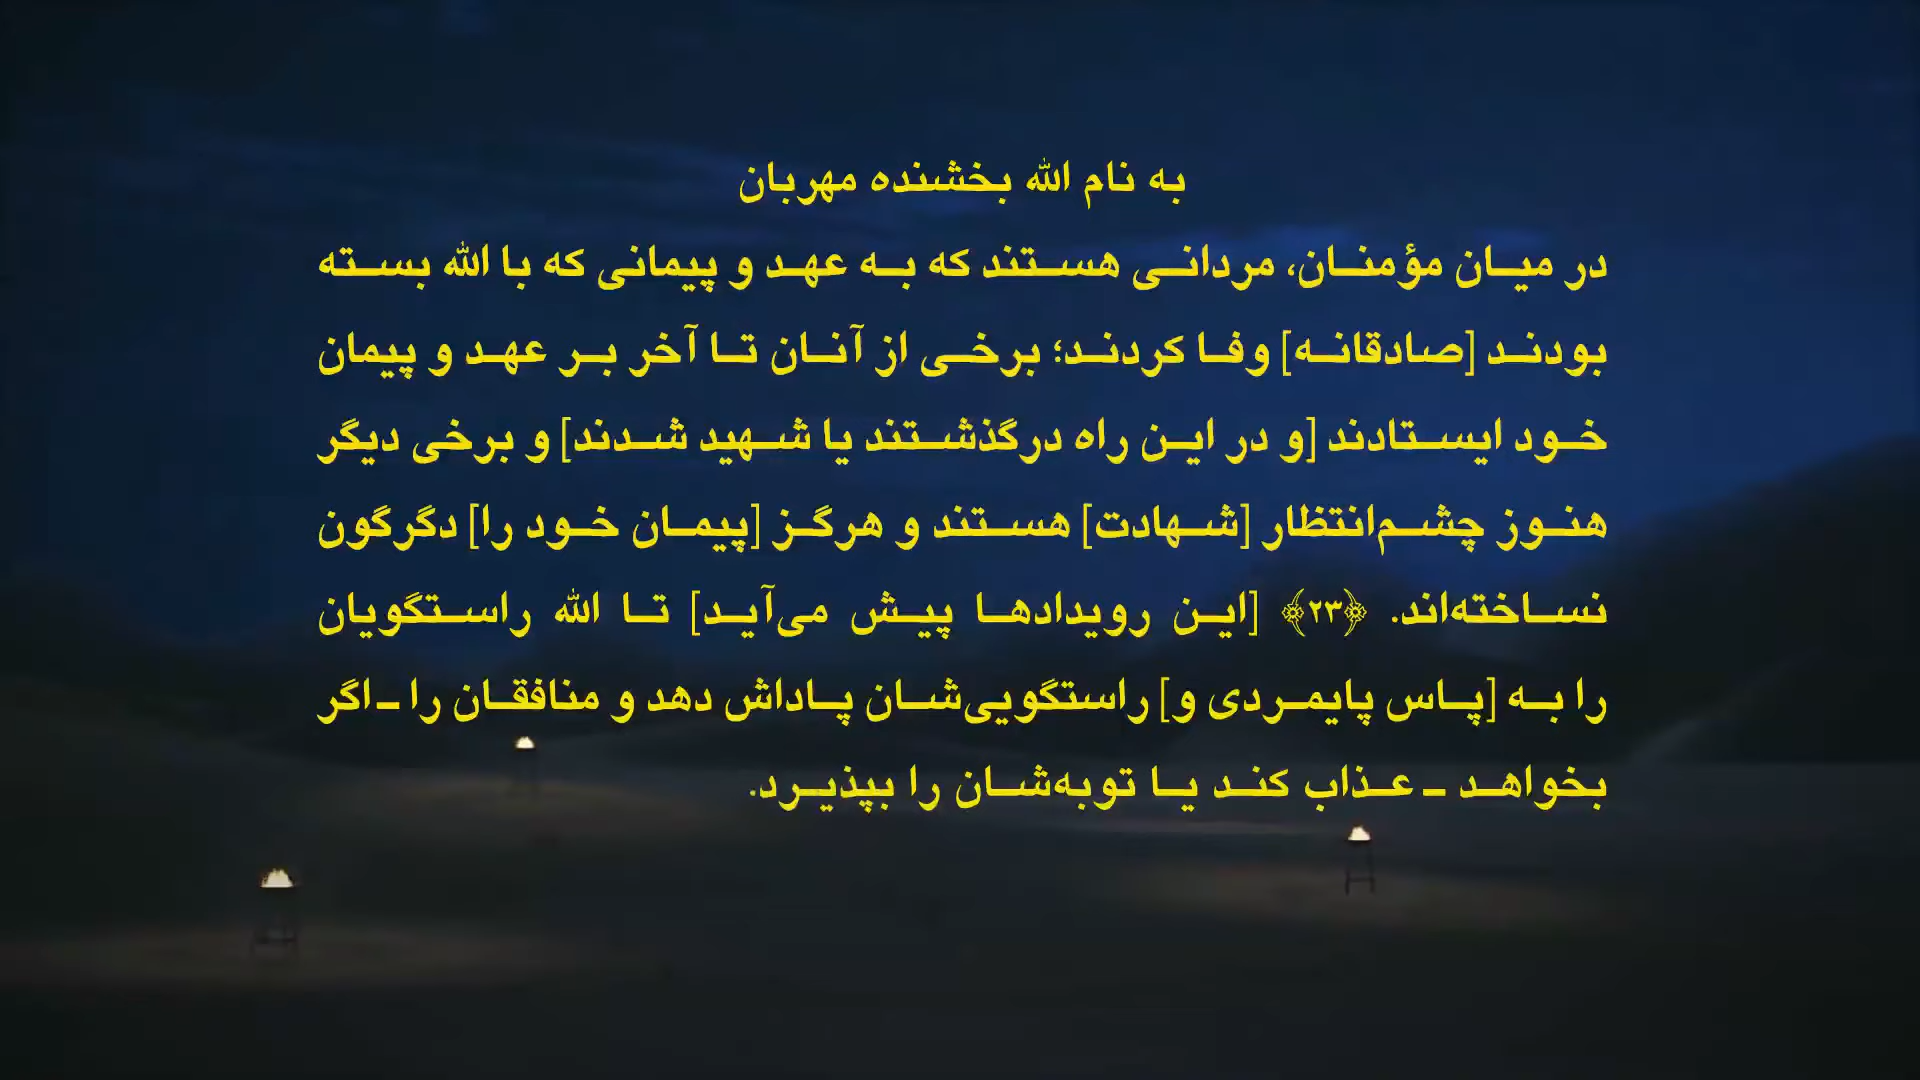 به نام الله بخشنده مهربان
در میـان مؤمنـان، مردانـی هسـتند که بـه عهـد و پیمانی که با الله بسـته
بودنـد [صادقانـه] وفـا کردنـد؛ برخـی از آنـان تـا آخر بـر عهـد و پیمان
خـود ایسـتادند [و در ایـن راه درگذشـتند یا شـهید شـدند] و برخی دیگر
هنـوز چشـم‌انتظار [شـهادت] هسـتند و هرگـز [پیمـان خـود را] دگرگون
نسـاخته‌اند. ﴿۲۳﴾ [ایـن رویدادهـا پیـش می‌آیـد] تـا الله راسـتگویان
را بـه [پـاس پایمـردی و] راستگویی‌شـان پـاداش دهد و منافقـان را ـ اگر
بخواهـد ـ عـذاب کنـد یـا توبه‌شـان را بپذیـرد.